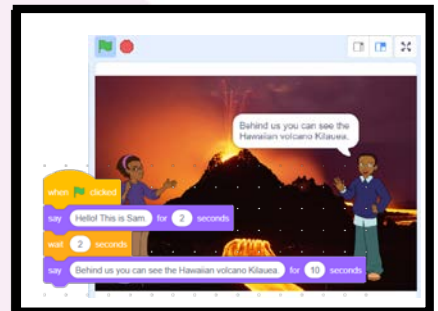 Behind us you can see the
Hawaiian volcano Kilauea.
when clicked
say Hello! This is Sam. for 2 seconds
wait 2 seconds
say Behind us you can see the Hawaiian volcano Kilauea. for 10 seconds